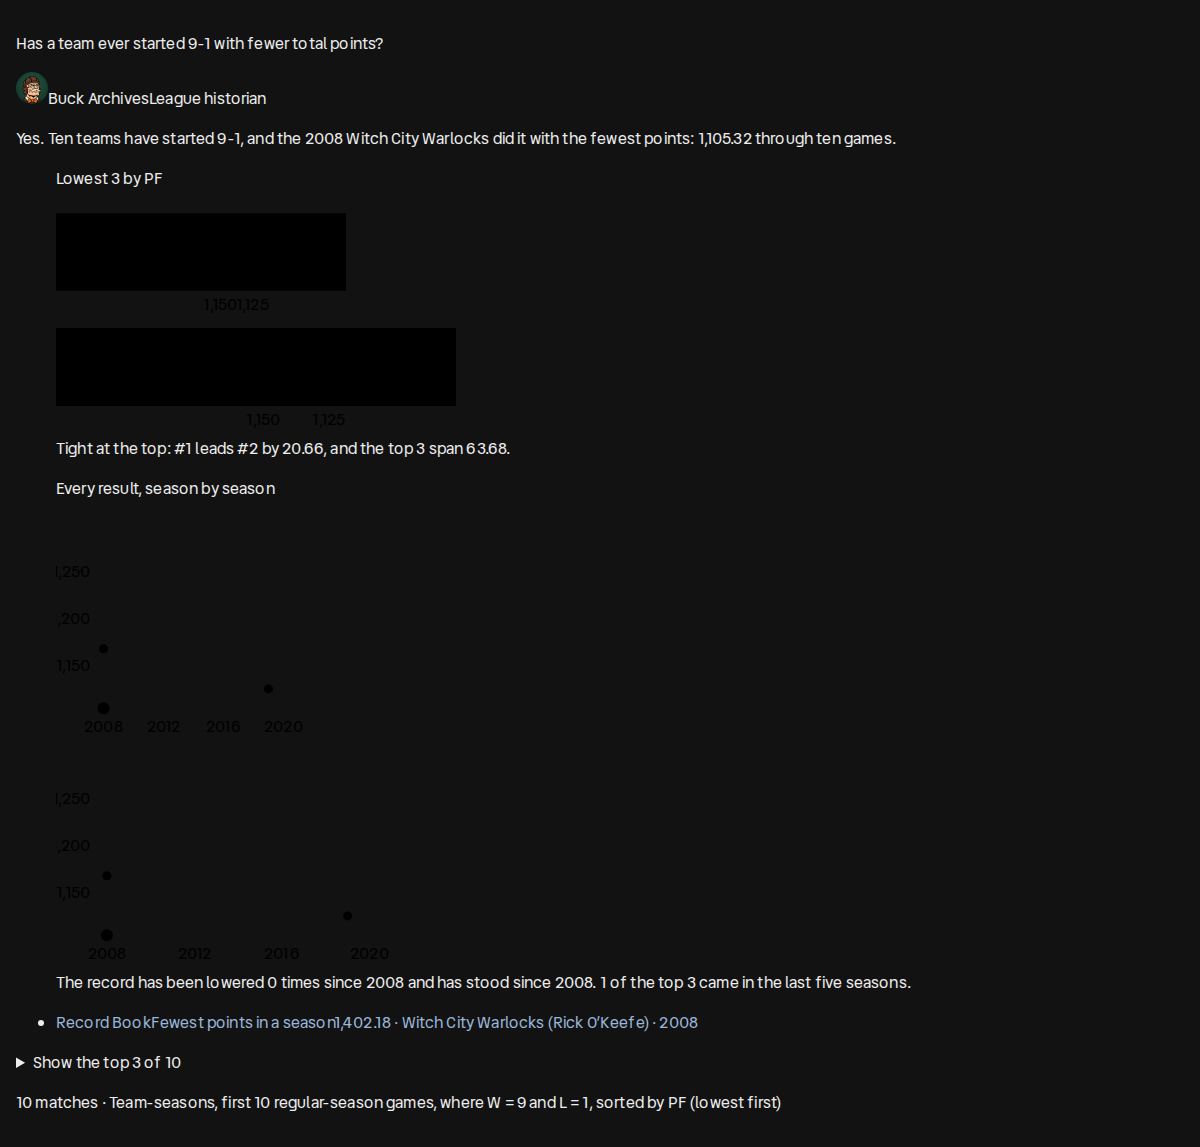 Has a team ever started 9-1 with fewer total points?
Buck ArchivesLeague historian
Yes. Ten teams have started 9-1, and the 2008 Witch City Warlocks did it with the fewest points: 1,105.32 through ten games.
Lowest 3 by PF
1,1501,125
1,150 1,125
Tight at the top: #1 leads #2 by 20.66, and the top 3 span 63.68.
Every result, season by season
1,250
,200
1,150
2008 2012 2016 2020
1,250
,200
1,150
2008 2012 2016 2020
The record has been lowered 0 times since 2008 and has stood since 2008. 1 of the top 3 came in the last five seasons.
Record BookFewest points in a season1,402.18 · Witch City Warlocks (Rick O’Keefe) · 2008
Show the top 3 of 10
10 matches · Team-seasons, first 10 regular-season games, where W = 9 and L = 1, sorted by PF (lowest first)